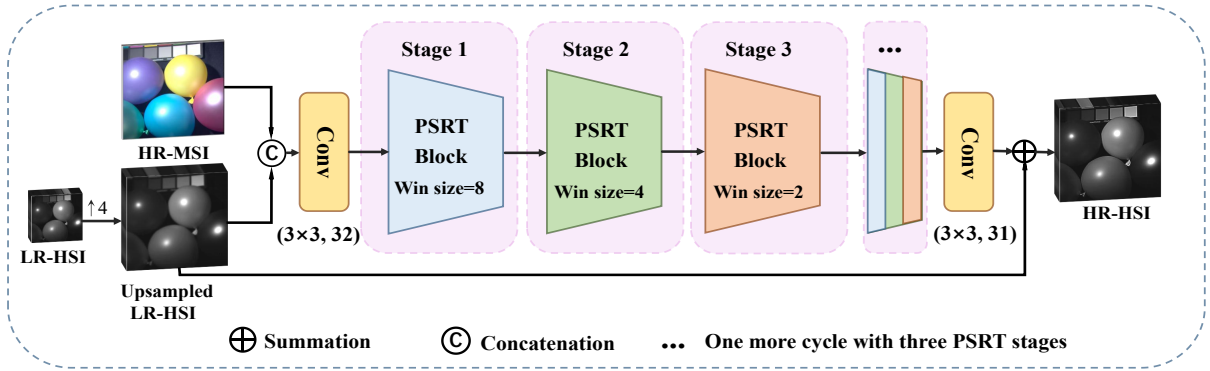 Stage 1
Stage 2
Stage 3
...
HR-MSI
C
Conv
PSRT
Block
Win size=8
PSRT
Block
Win size=4
PSRT
Block
Win size=2
Conv
↑4
LR-HSI
(3×3, 32)
(3×3, 31)
HR-HSI
Upsampled
LR-HSI
⊕ Summation
© Concatenation
... One more cycle with three PSRT stages